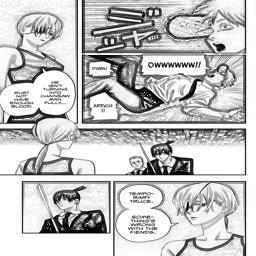 OWWWWWW!!
HE
ISN'T
TURNING
INTO
CHAINSAW
MAN
FULLY...
MUST
NOT HAVE
ENOUGH
BLOOD.
TEMPO-
RARY
TRUCE.
SOME-
THING'S
WRONG
WITH THE
FIENDS.